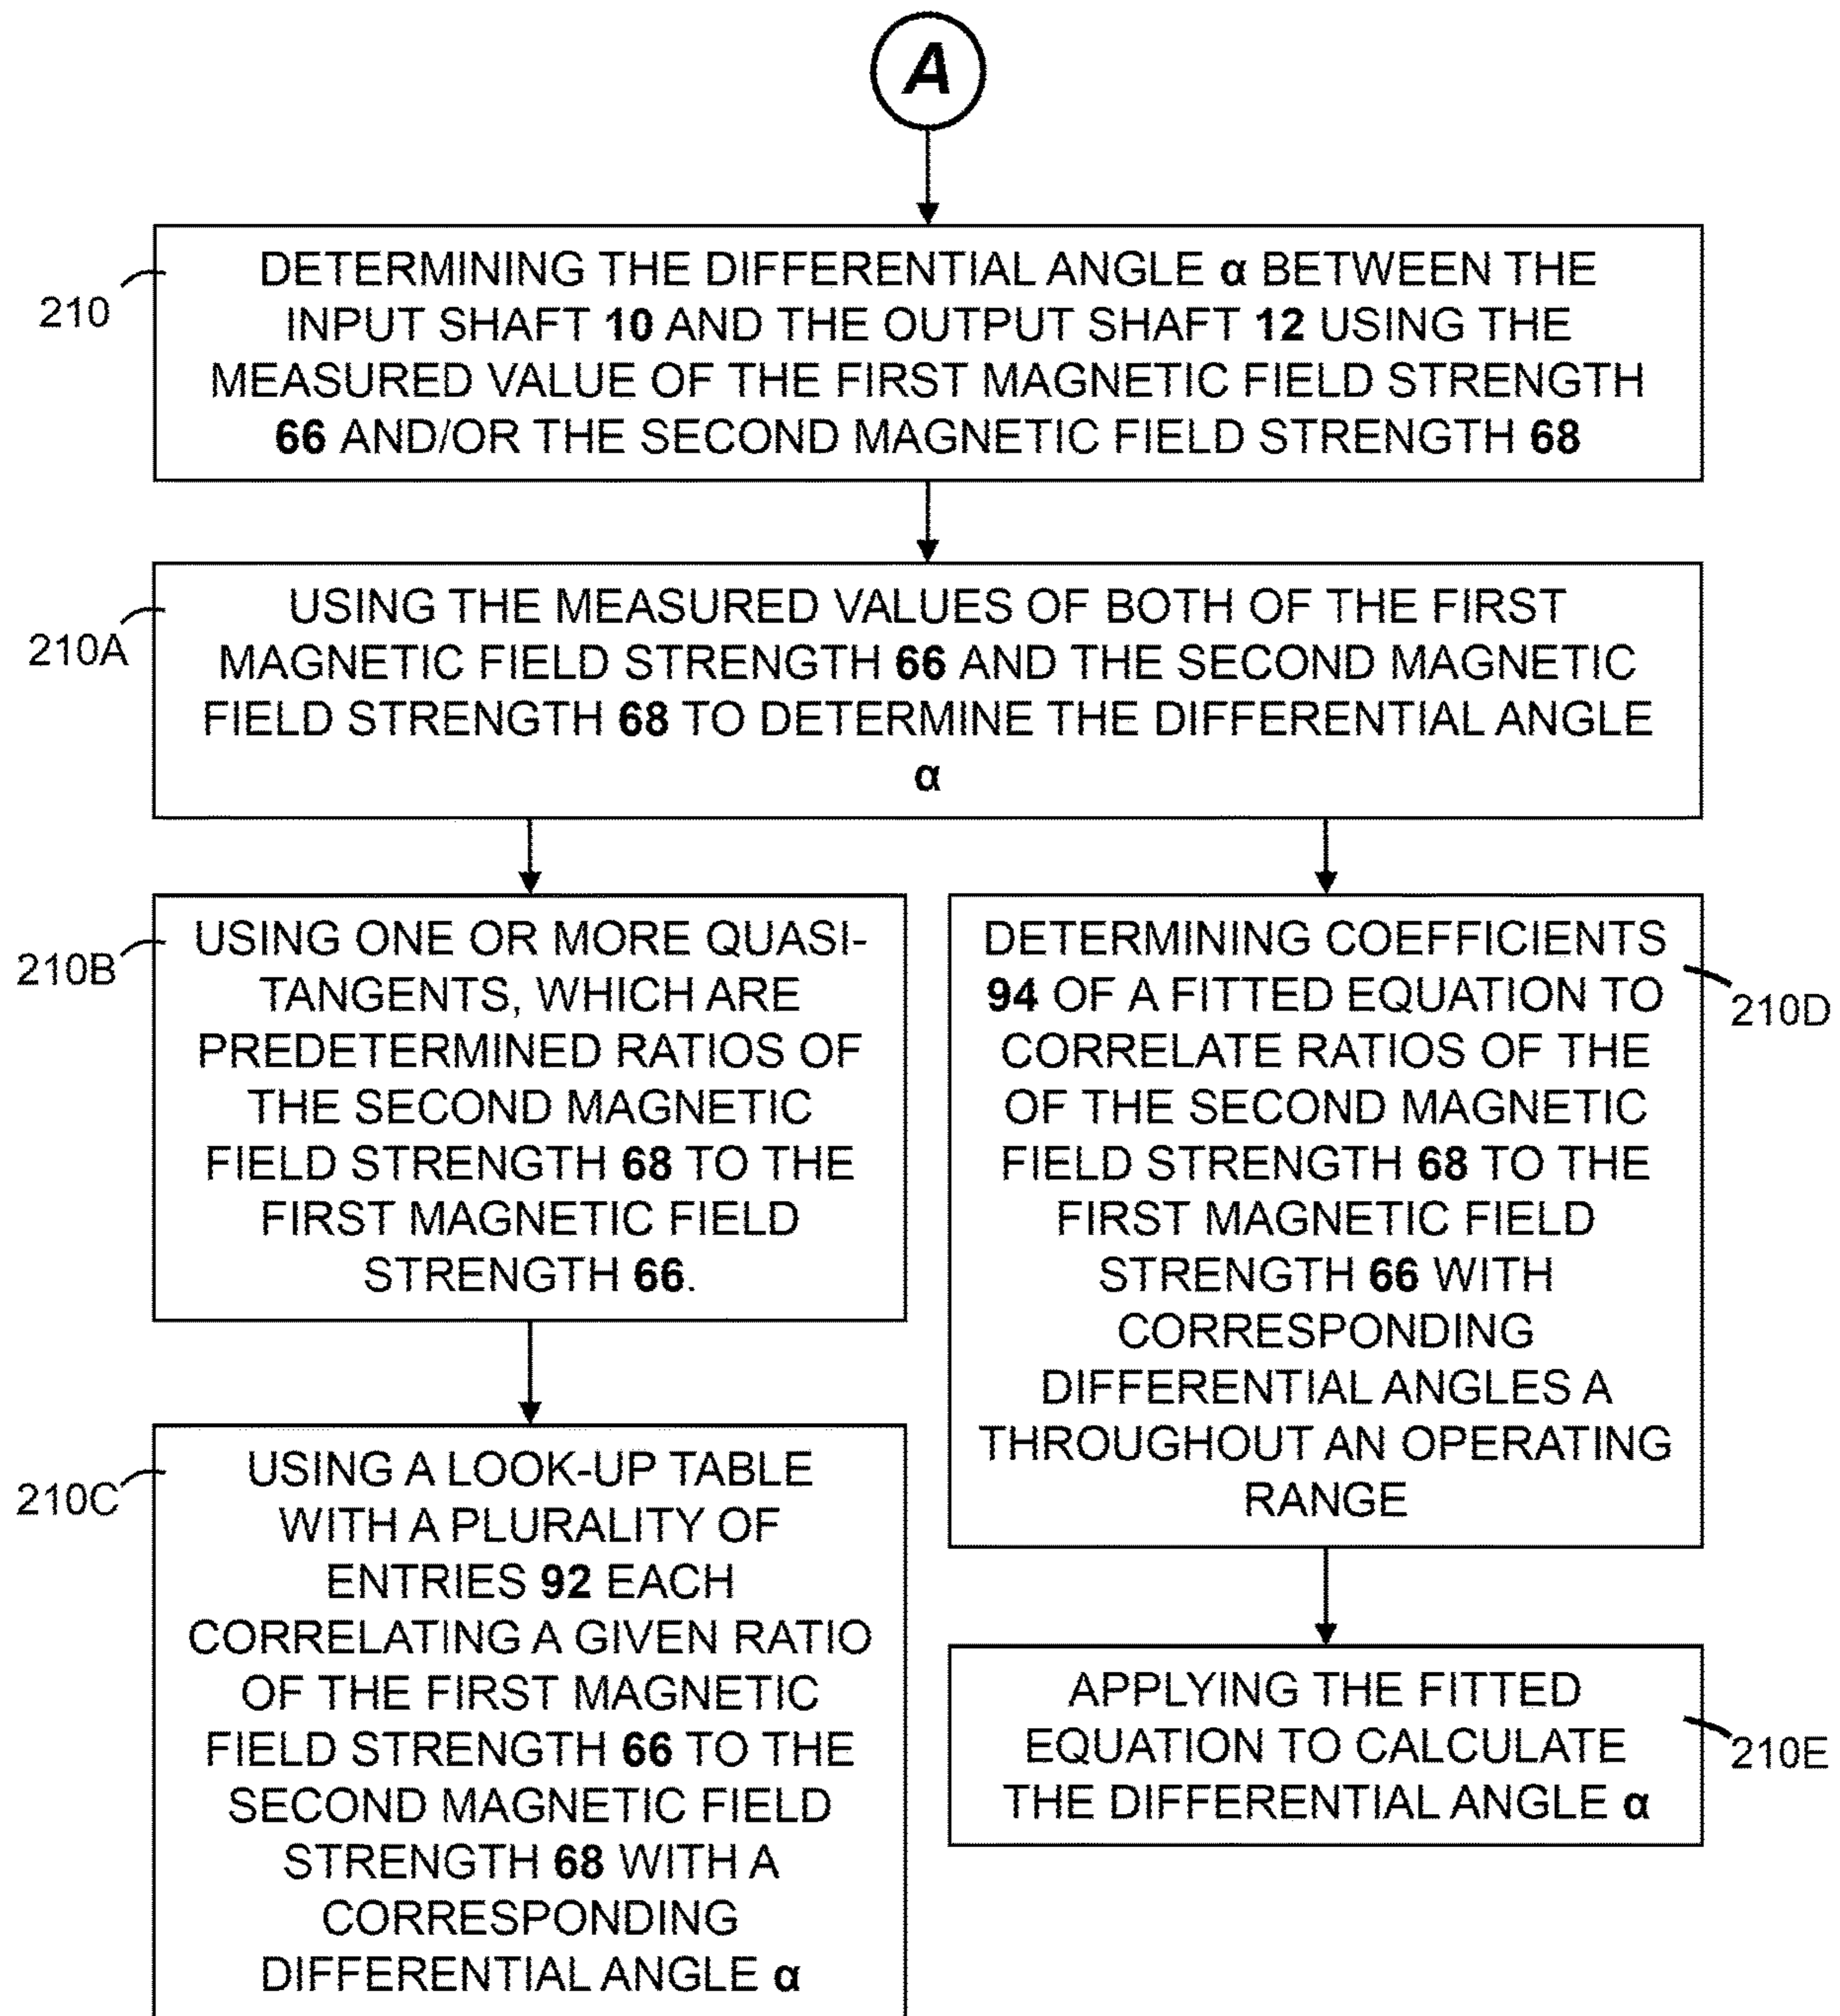 A
210
DETERMINING THE DIFFERENTIAL ANGLE α BETWEEN THE
INPUT SHAFT 10 AND THE OUTPUT SHAFT 12 USING THE
MEASURED VALUE OF THE FIRST MAGNETIC FIELD STRENGTH
66 AND/OR THE SECOND MAGNETIC FIELD STRENGTH 68
210A
USING THE MEASURED VALUES OF BOTH OF THE FIRST
MAGNETIC FIELD STRENGTH 66 AND THE SECOND MAGNETIC
FIELD STRENGTH 68 TO DETERMINE THE DIFFERENTIAL ANGLE
α
210B
USING ONE OR MORE QUASI-
TANGENTS, WHICH ARE
PREDETERMINED RATIOS OF
THE SECOND MAGNETIC
FIELD STRENGTH 68 TO THE
FIRST MAGNETIC FIELD
STRENGTH 66.
210C
USING A LOOK-UP TABLE
WITH A PLURALITY OF
ENTRIES 92 EACH
CORRELATING A GIVEN RATIO
OF THE FIRST MAGNETIC
FIELD STRENGTH 66 TO THE
SECOND MAGNETIC FIELD
STRENGTH 68 WITH A
CORRESPONDING
DIFFERENTIAL ANGLE α
DETERMINING COEFFICIENTS
94 OF A FITTED EQUATION TO
CORRELATE RATIOS OF THE
OF THE SECOND MAGNETIC
FIELD STRENGTH 68 TO THE
FIRST MAGNETIC FIELD
STRENGTH 66 WITH
CORRESPONDING
DIFFERENTIAL ANGLES A
THROUGHOUT AN OPERATING
RANGE
210D
APPLYING THE FITTED
EQUATION TO CALCULATE
THE DIFFERENTIAL ANGLE α
210E